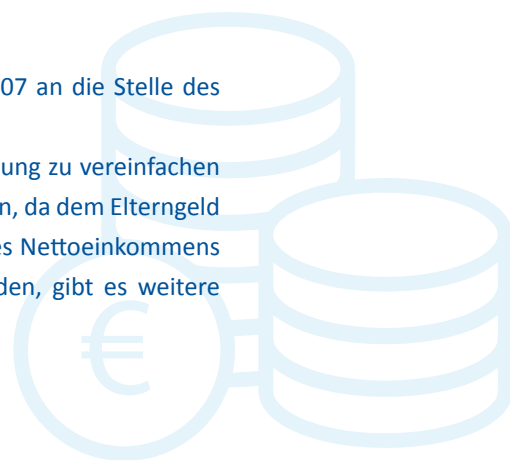 07 an die Stelle des
ung zu vereinfachen
n, da dem Elterngeld
es Nettoeinkommens
den, gibt es weitere
€